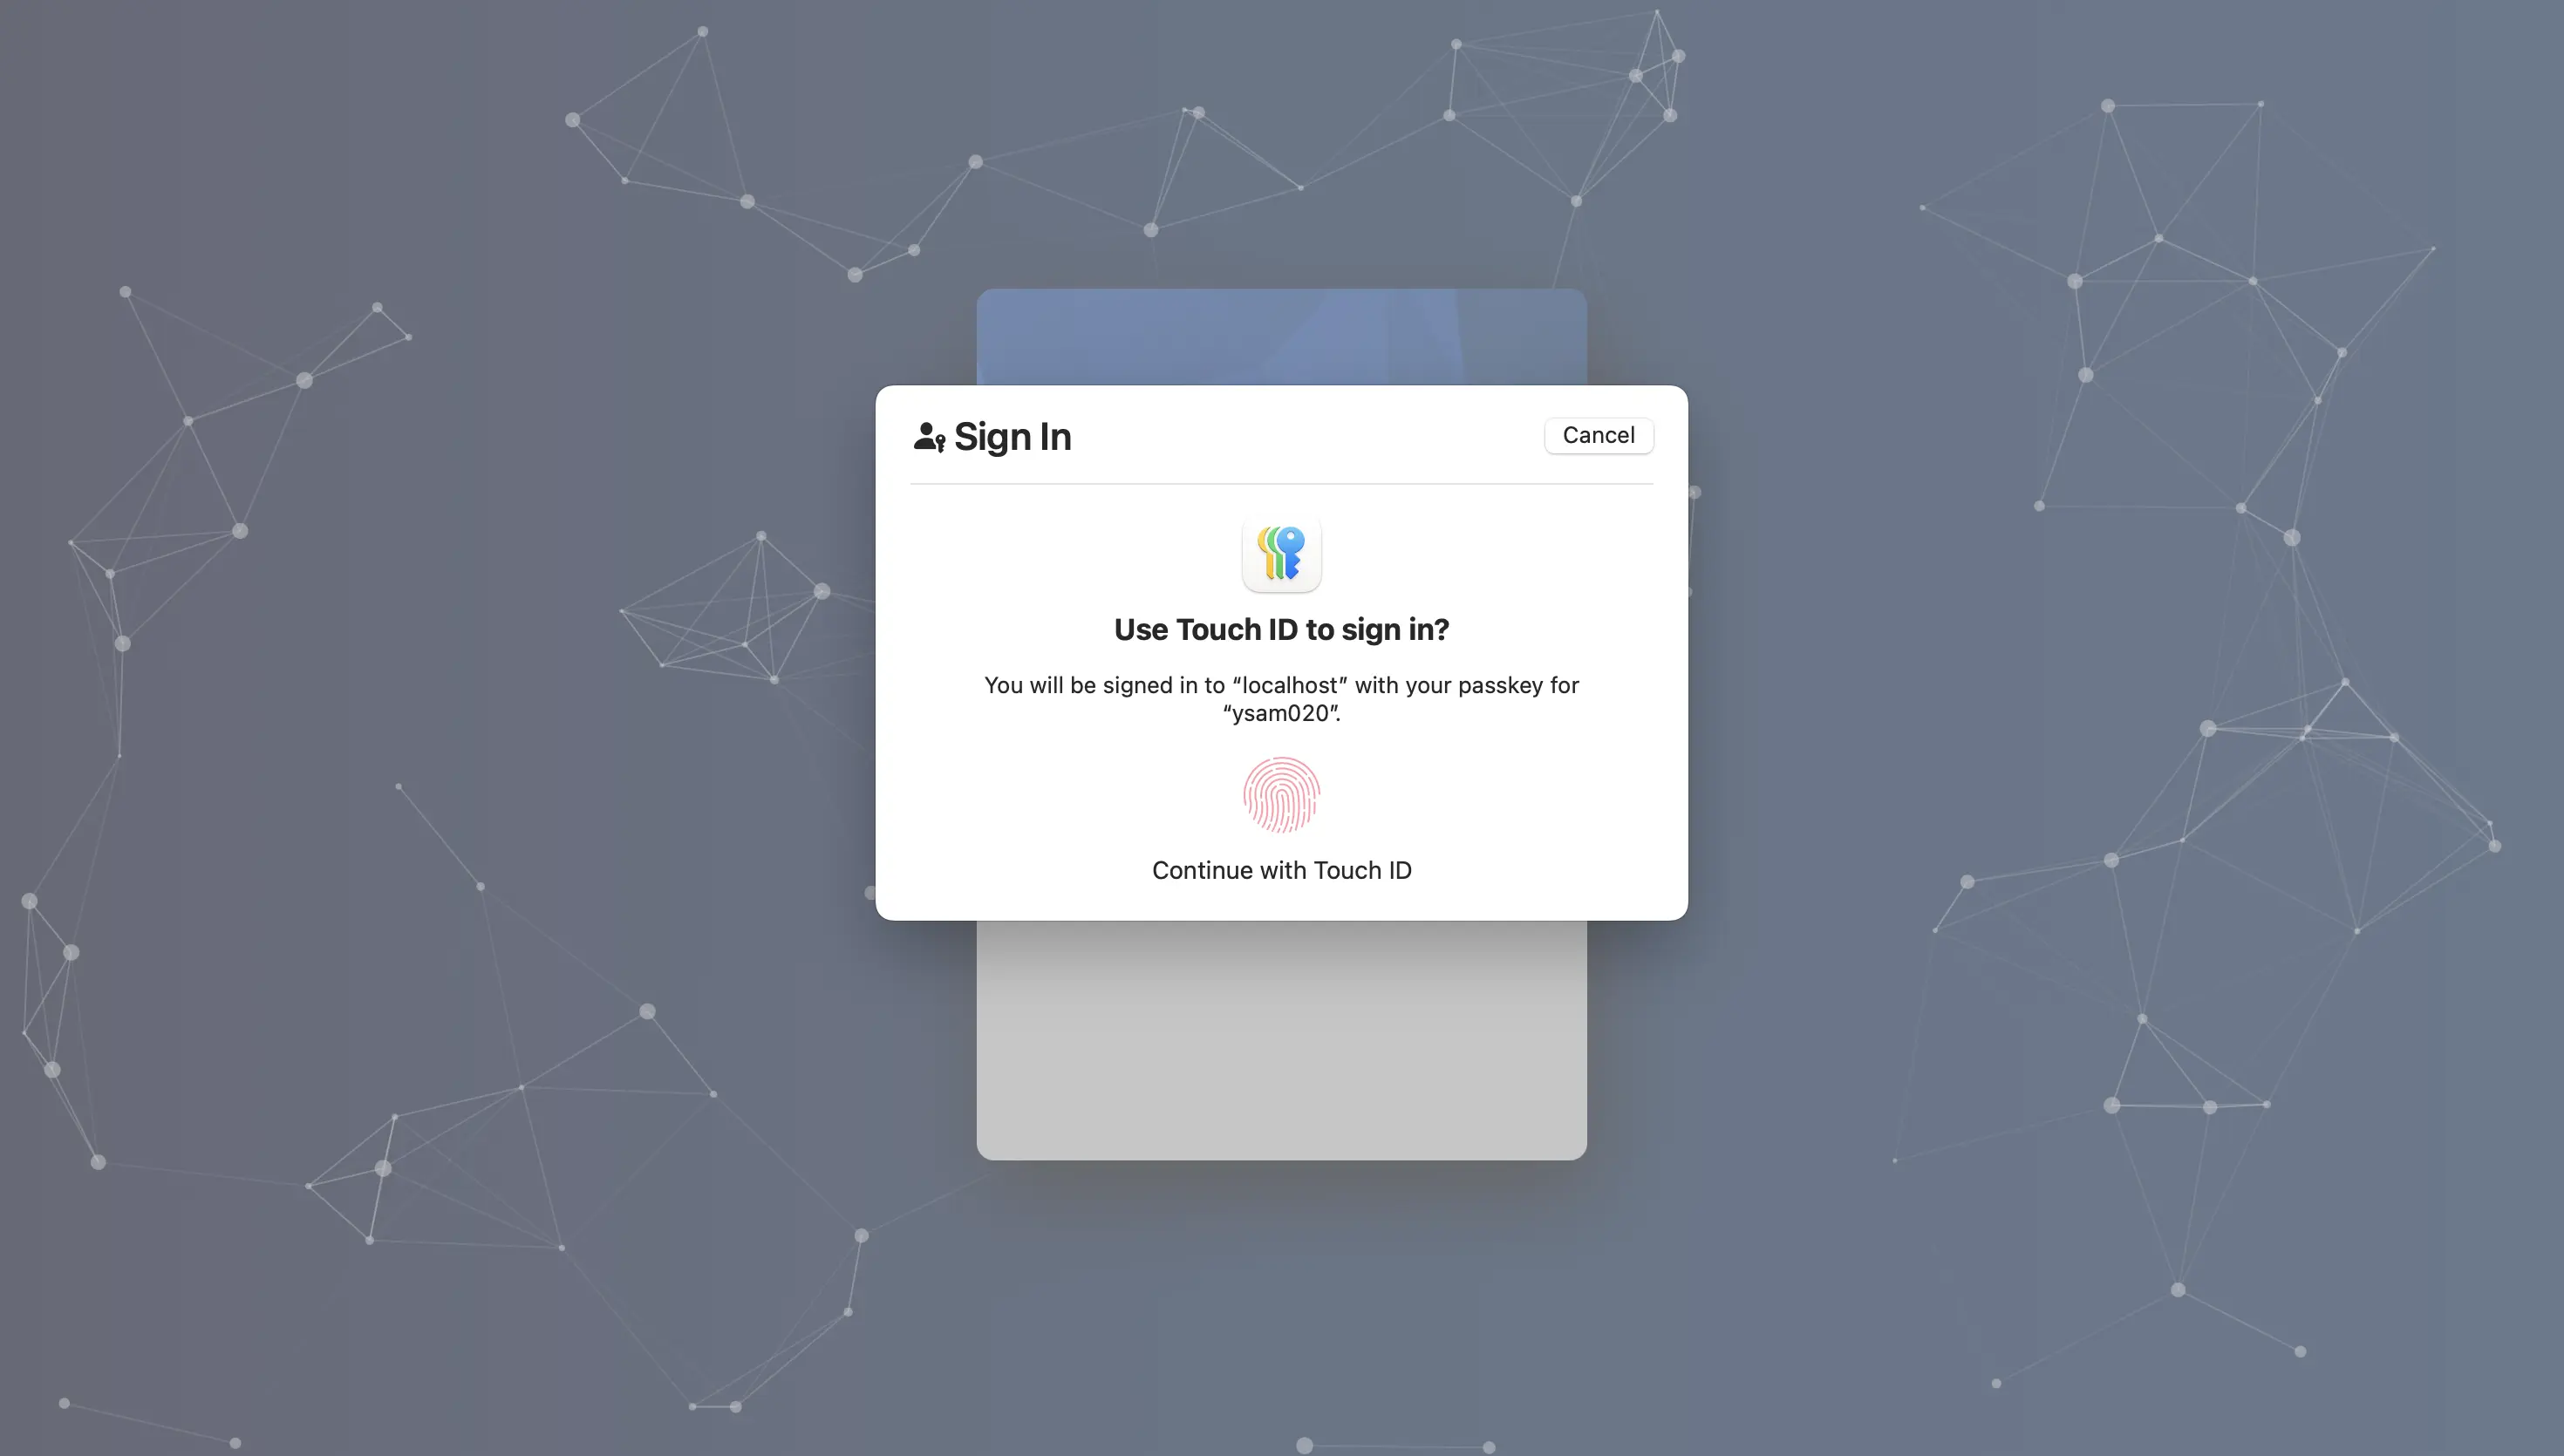 Sign In
Cancel
Use Touch ID to sign in?
You will be signed in to “localhost” with your passkey for
“ysam020”.
Continue with Touch ID